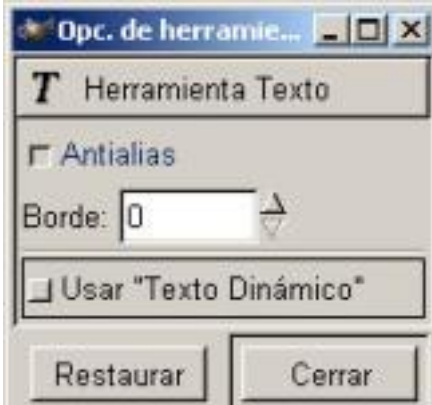 Opc. de herramie...
T Herramienta Texto
Antialias
Borde: 0
Usar "Texto Dinámico"
Restaurar Cerrar